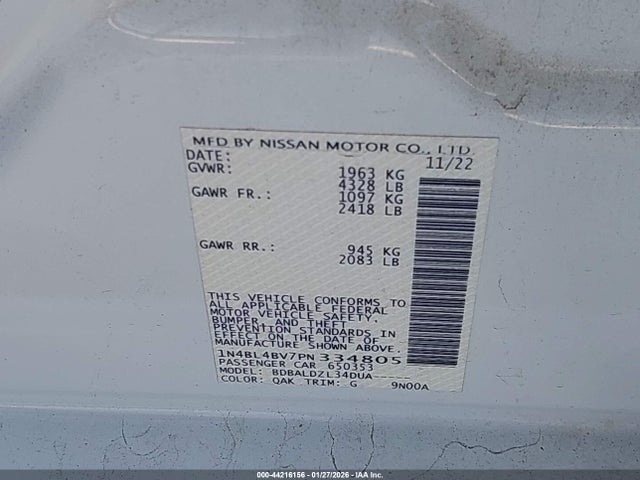 MFD BY NISSAN MOTOR CO., LTD.
DATE: 11/22
GVWR: 1963 KG
4328 LB
GAWR FR.: 1097 KG
2418 LB
GAWR RR.: 945 KG
2083 LB
THIS VEHICLE CONFORMS TO
ALL APPLICABLE FEDERAL
MOTOR VEHICLE SAFETY,
BUMPER, AND THEFT
PREVENTION STANDARDS IN
EFFECT ON THE DATE OF
MANUFACTURE SHOWN ABOVE.
1N4BL4BV7PN334805
PASSENGER CAR 650353
MODEL: BDBALDZL34DUA-----
COLOR: QAK TRIM: G 9N00A
000-44216156 — 01/27/2026 — IAA Inc.